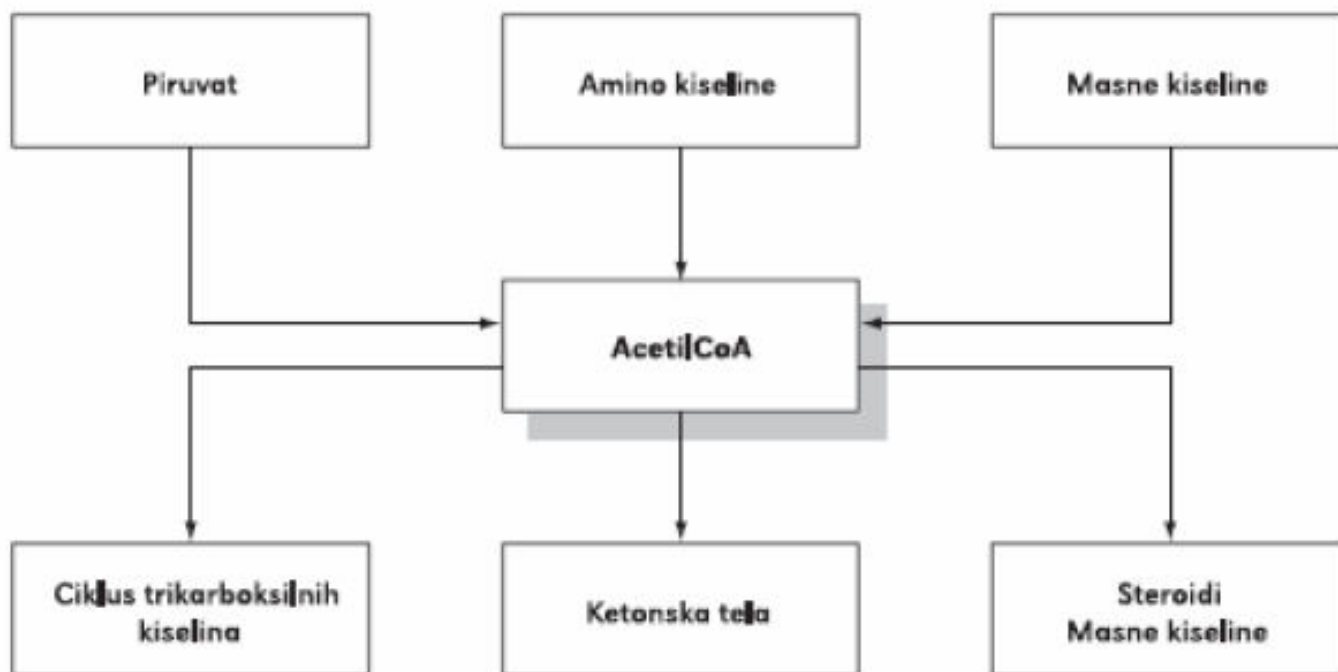 Piruvat
Amino kiseline
Masne kiseline
AcetilCoA
Ciklus trikarboksilnih
kiselina
Ketonska tela
Steroidi
Masne kiseline